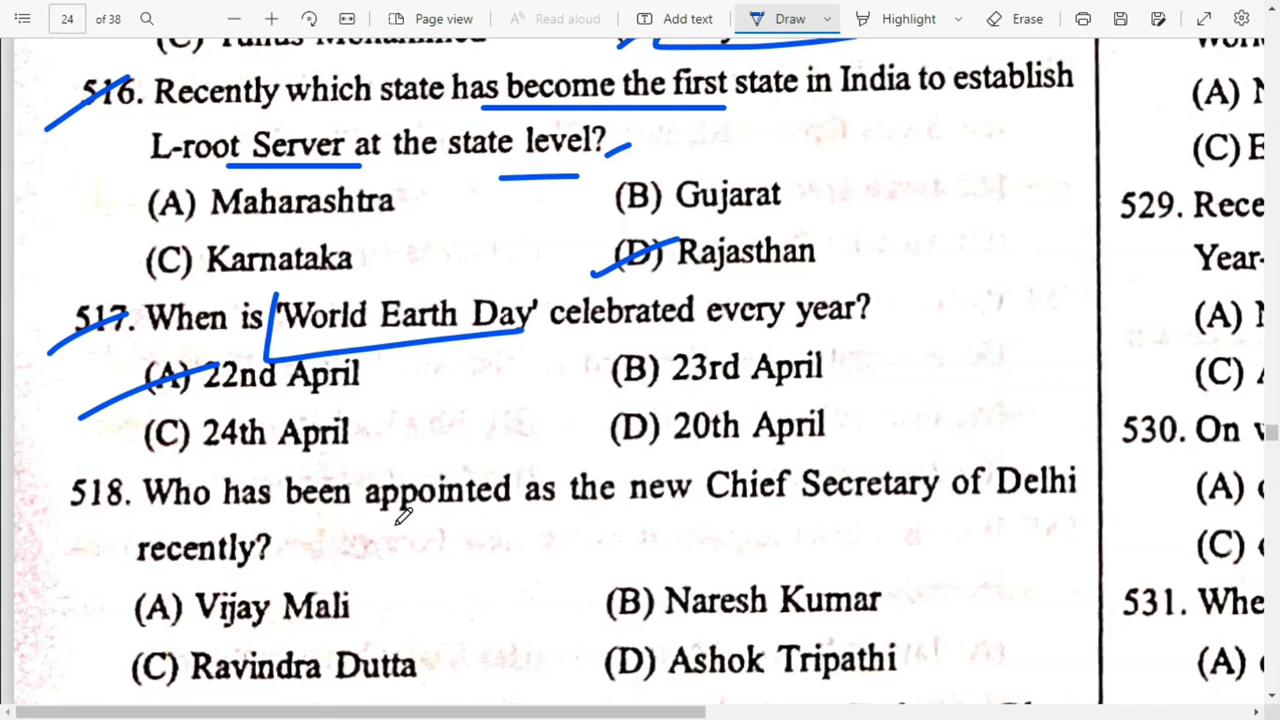 24 of 38 Page view Read aloud Add text Draw Highlight Erase
516. Recently which state has become the first state in India to establish
L-root Server at the state level?
(A) Maharashtra (B) Gujarat
(C) Karnataka (D) Rajasthan
517. When is 'World Earth Day' celebrated every year?
(A) 22nd April (B) 23rd April
(C) 24th April (D) 20th April
518. Who has been appointed as the new Chief Secretary of Delhi
recently?
(A) Vijay Mali (B) Naresh Kumar
(C) Ravindra Dutta (D) Ashok Tripathi
(A)
(C)
529.
Year-
(A)
(C)
530. On
(A)
(C)
531.
(A)